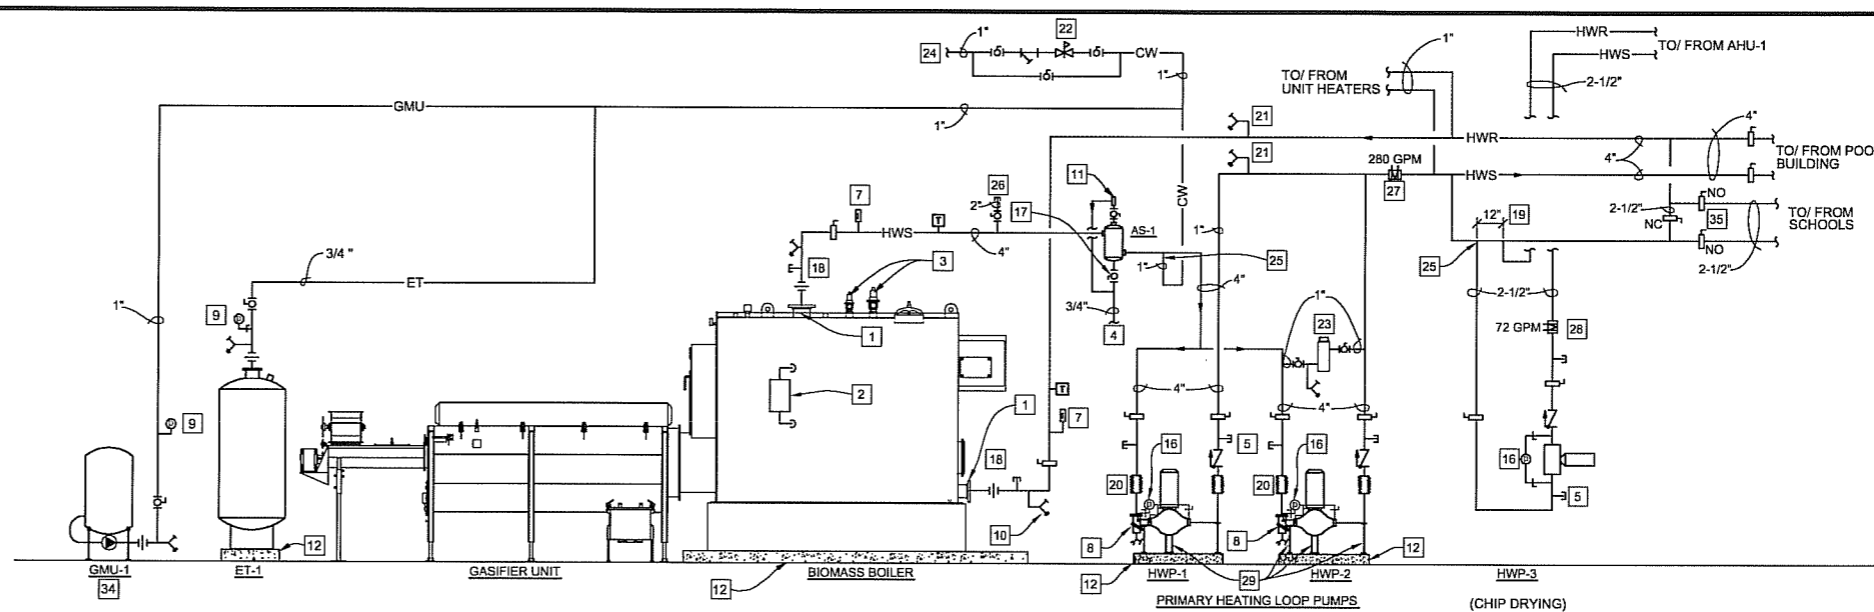 24
1"
22
CW
1"
1"
HWR
HWS
TO/ FROM AHU-1
2-1/2"
TO/ FROM
UNIT HEATERS
GMU
1"
21
21
HWR
4"
4"
TO/ FROM POO
BUILDING
280 GPM
27
HWS
CW
11
26
2"
7
17
T
HWS
4"
AS-1
1"
25
1"
4"
3/4"
4
NO
2-1/2"
NC
35
NO
2-1/2"
TO/ FROM
SCHOOLS
12"
19
25
2-1/2"
72 GPM
28
3/4 "
ET
1"
9
9
18
3
1
2
1
T
7
18
10
1"
23
4"
4"
16
5
16
20
20
8
8
16
5
12
12
12
29
12
GMU-1
34
ET-1
GASIFIER UNIT
BIOMASS BOILER
HWP-1
HWP-2
PRIMARY HEATING LOOP PUMPS
HWP-3
(CHIP DRYING)